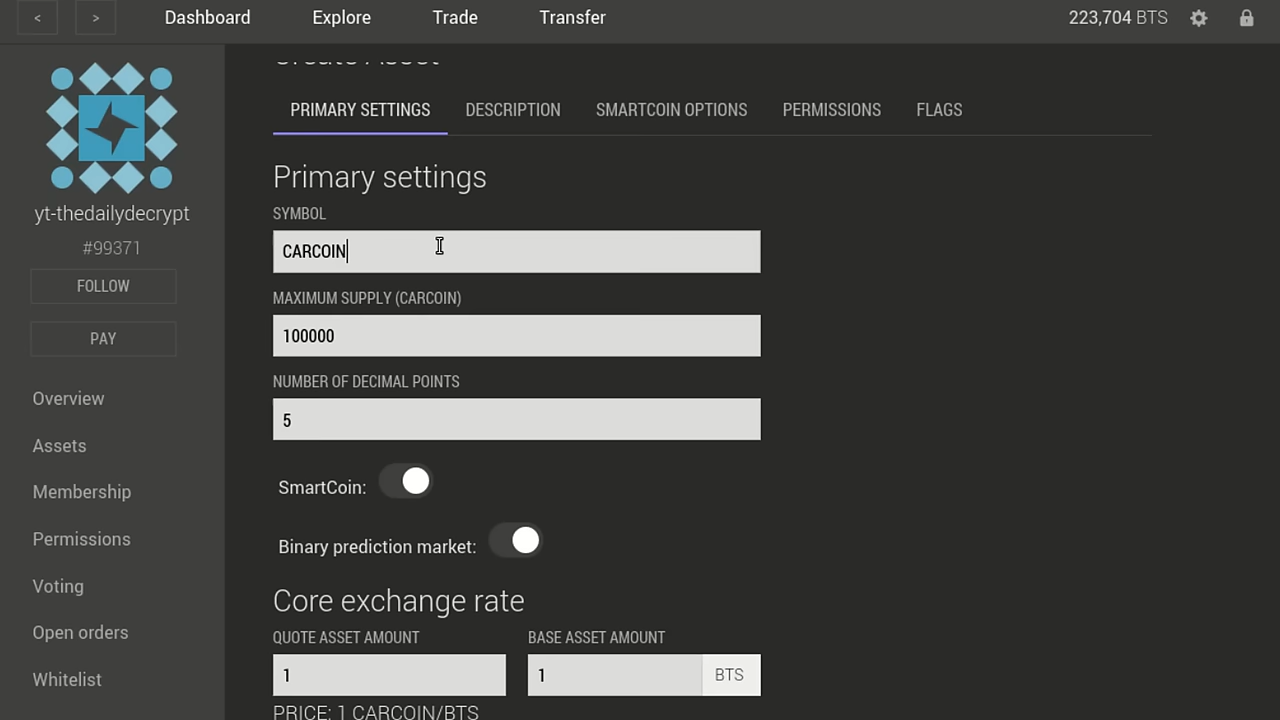 < > Dashboard Explore Trade Transfer 223,704 BTS
Create Asset
PRIMARY SETTINGS DESCRIPTION SMARTCOIN OPTIONS PERMISSIONS FLAGS
yt-thedailydecrypt
#99371
FOLLOW
PAY
Overview
Assets
Membership
Permissions
Voting
Open orders
Whitelist
Primary settings
SYMBOL
CARCOIN
MAXIMUM SUPPLY (CARCOIN)
100000
NUMBER OF DECIMAL POINTS
5
SmartCoin:
Binary prediction market:
Core exchange rate
QUOTE ASSET AMOUNT BASE ASSET AMOUNT
1 1 BTS
PRICE: 1 CARCOIN/BTS